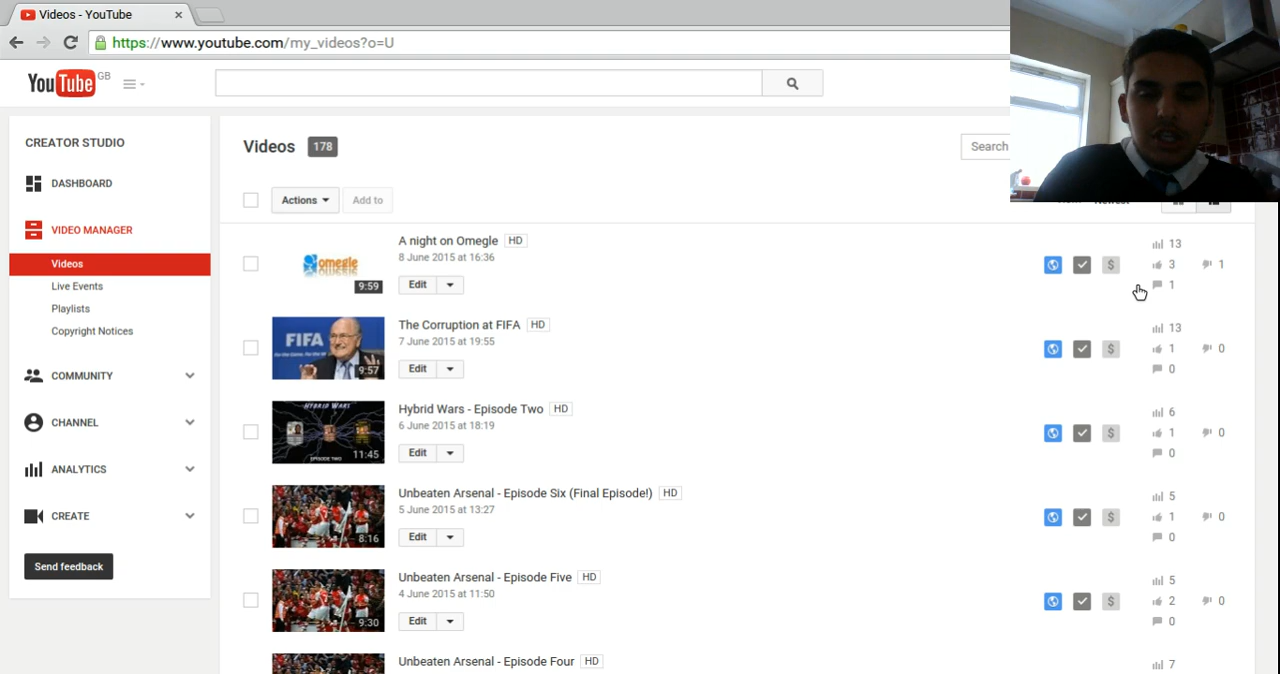 Videos - YouTube
https://www.youtube.com/my_videos?o=U
YouTube GB
CREATOR STUDIO
DASHBOARD
VIDEO MANAGER
Videos
Live Events
Playlists
Copyright Notices
COMMUNITY
CHANNEL
ANALYTICS
CREATE
Send feedback
Videos 178
Search
Actions Add to
A night on Omegle HD
8 June 2015 at 16:36
Edit
omegle
9:59
13
3 1
1
The Corruption at FIFA HD
7 June 2015 at 19:55
Edit
FIFA
9:57
13
1 0
0
Hybrid Wars - Episode Two HD
6 June 2015 at 18:19
Edit
HYBRID WARS
EPISODE TWO
11:45
6
1 0
0
Unbeaten Arsenal - Episode Six (Final Episode!) HD
5 June 2015 at 13:27
Edit
8:16
5
1 0
0
Unbeaten Arsenal - Episode Five HD
4 June 2015 at 11:50
Edit
9:30
5
2 0
0
Unbeaten Arsenal - Episode Four HD
7